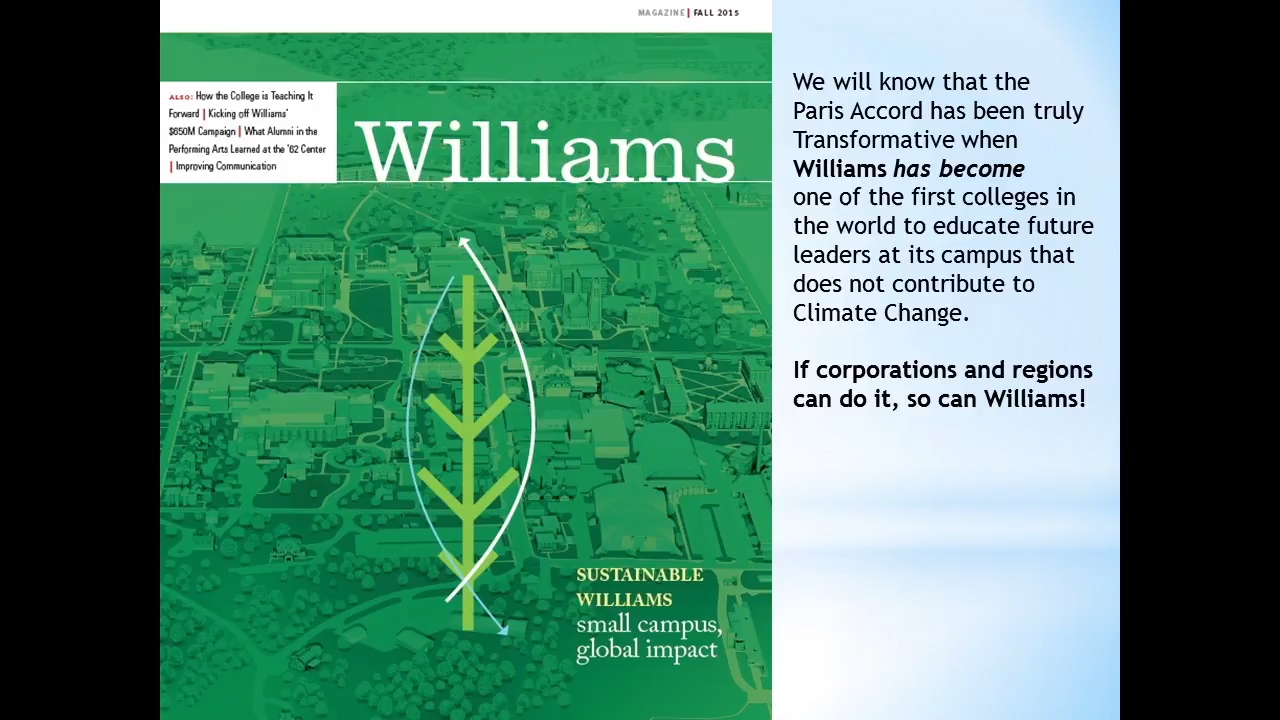 MAGAZINE | FALL 2015
ALSO: How the College is Teaching It
Forward | Kicking off Williams'
$650M Campaign | What Alumni in the
Performing Arts Learned at the '62 Center
| Improving Communication
Williams
SUSTAINABLE
WILLIAMS
small campus,
global impact
We will know that the
Paris Accord has been truly
Transformative when
Williams has become
one of the first colleges in
the world to educate future
leaders at its campus that
does not contribute to
Climate Change.
If corporations and regions
can do it, so can Williams!